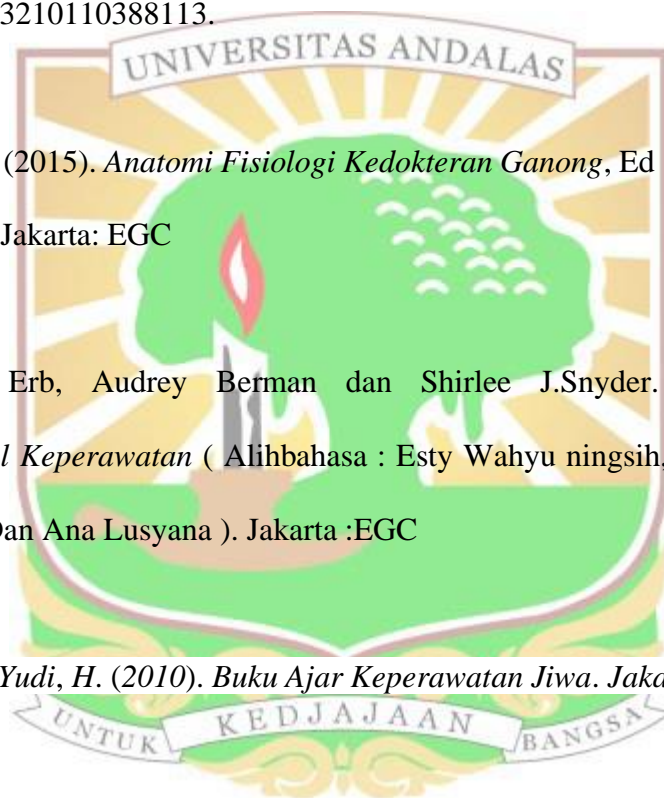 3210110388113.
UNIVERSITAS ANDALAS
(2015). Anatomi Fisiologi Kedokteran Ganong, Ed
Jakarta: EGC
Erb, Audrey Berman dan Shirlee J.Snyder.
l Keperawatan ( Alihbahasa : Esty Wahyu ningsih,
Dan Ana Lusyana ). Jakarta :EGC
Yudi, H. (2010). Buku Ajar Keperawatan Jiwa. Jaka
UNTUK KEDJAJAAN BANGSA